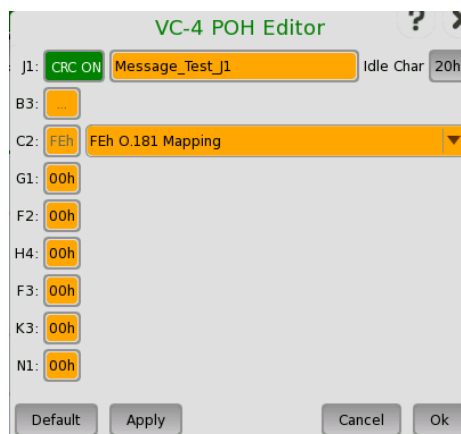 VC-4 POH Editor ?
J1: CRC ON Message_Test_J1 Idle Char 20h
B3: ...
C2: FEh FEh O.181 Mapping
G1: 00h
F2: 00h
H4: 00h
F3: 00h
K3: 00h
N1: 00h
Default Apply Cancel Ok